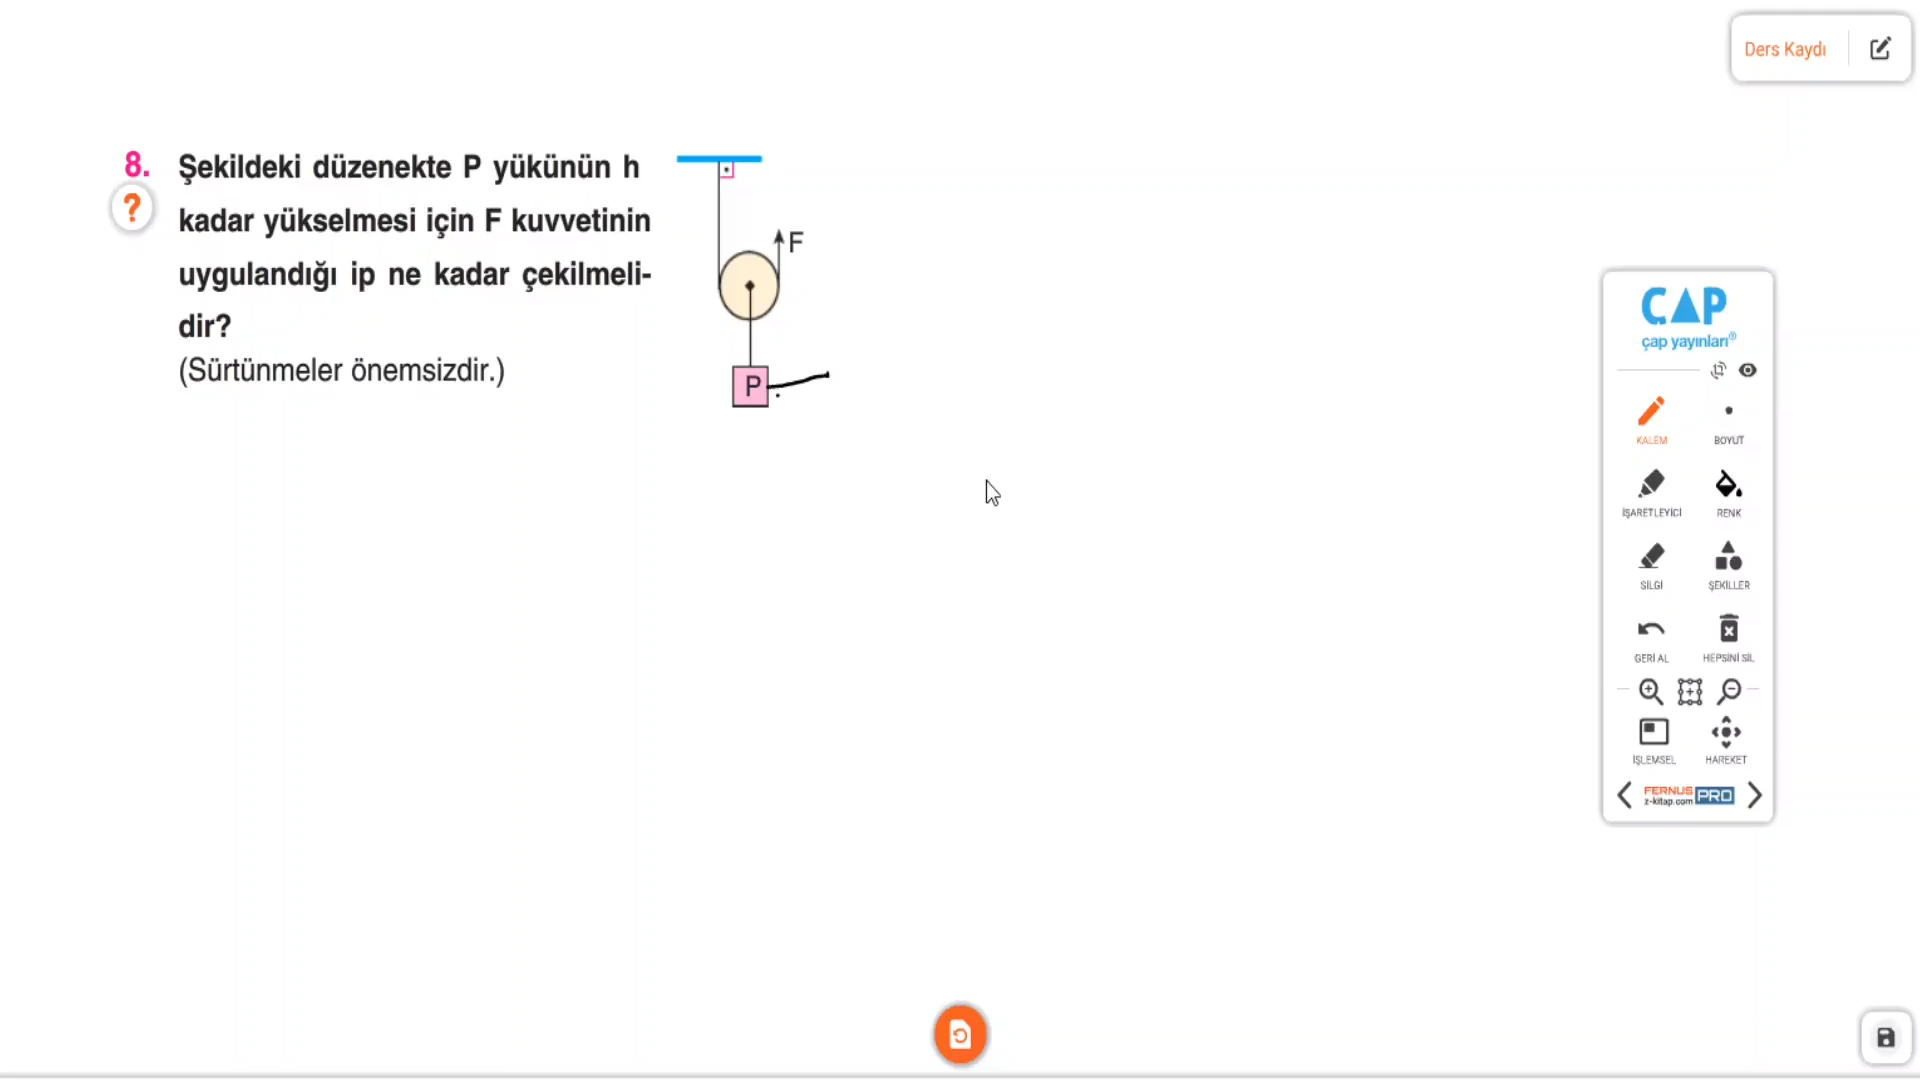 Ders Kaydı
8. Şekildeki düzenekte P yükünün h
? kadar yükselmesi için F kuvvetinin
uygulandığı ip ne kadar çekilmeli-
dir?
(Sürtünmeler önemsizdir.)
F
P
ÇAP
çap yayınları®
KALEM BOYUT
İŞARETLEYİCİ RENK
SİLGİ ŞEKİLLER
GERİ AL HEPSİNİ SİL
İŞLEMSEL HAREKET
FERNUS
z-kitap.com PRO